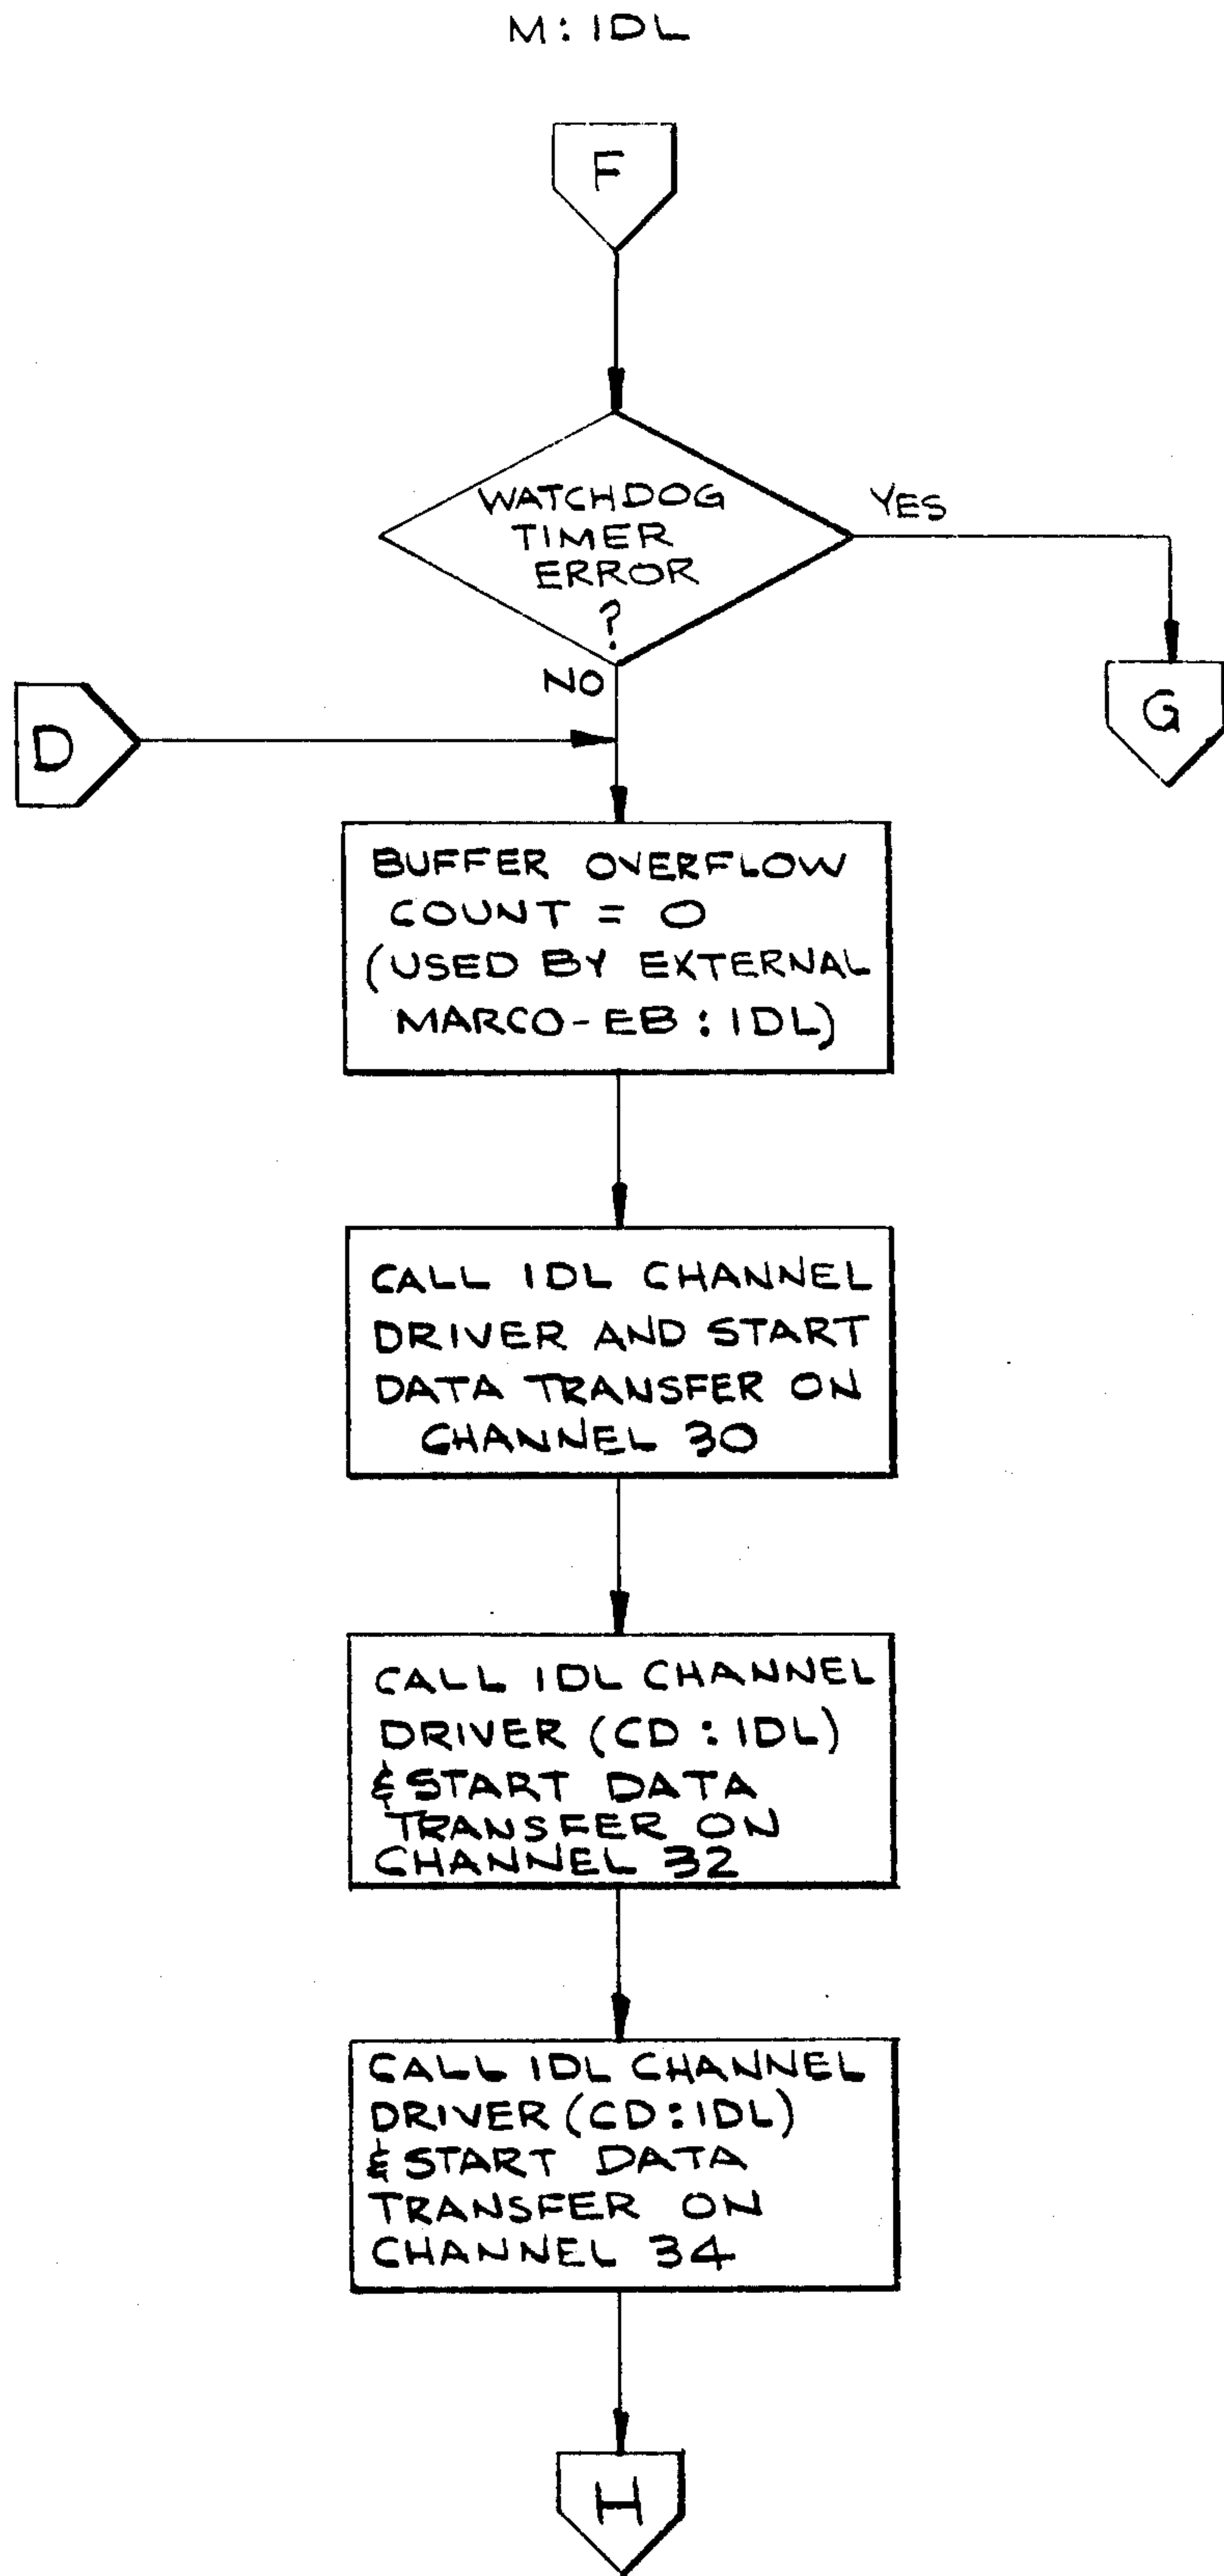 M: IDL
F
WATCHDOG
TIMER
ERROR
?
YES
NO
D
G
BUFFER OVERFLOW
COUNT = 0
(USED BY EXTERNAL
MARCO-EB: IDL)
CALL IDL CHANNEL
DRIVER AND START
DATA TRANSFER ON
CHANNEL 30
CALL IDL CHANNEL
DRIVER (CD: IDL)
& START DATA
TRANSFER ON
CHANNEL 32
CALL IDL CHANNEL
DRIVER (CD:IDL)
& START DATA
TRANSFER ON
CHANNEL 34
H